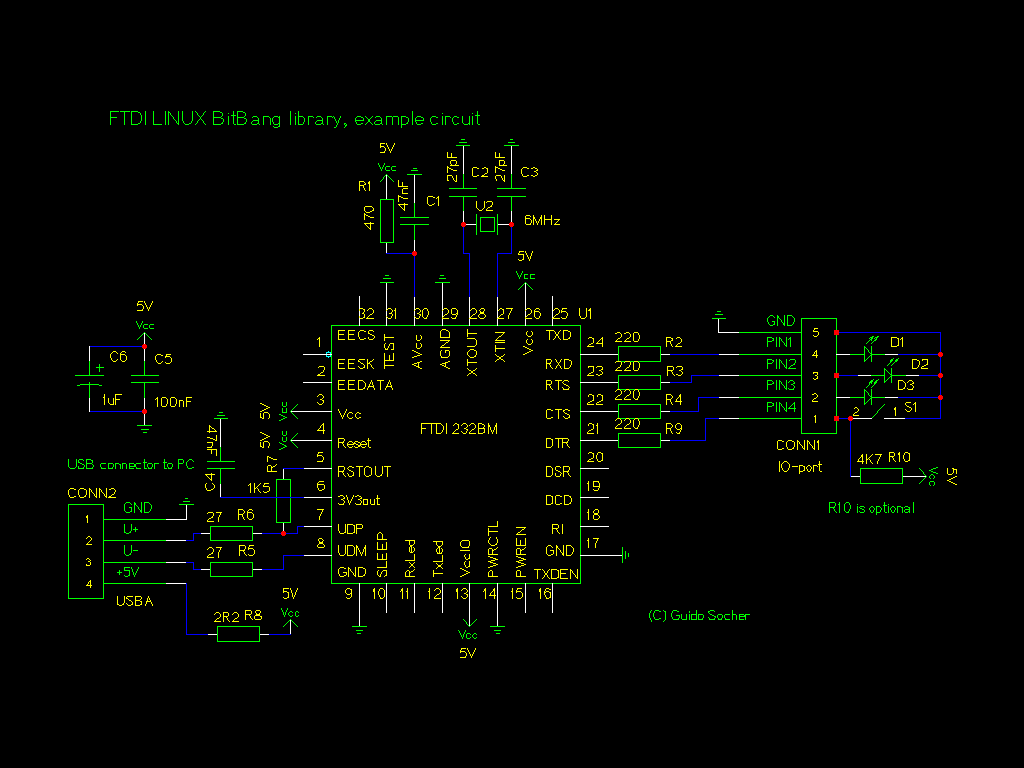 FTDI LINUX BitBang library, example circuit
5V
Vcc
R1
470
47nF
C1
27pF
C2
27pF
C3
U2
6MHz
5V
Vcc
32
31
30
29
28
27
26
25
U1
EECS
TEST
AVcc
AGND
XTOUT
XTIN
Vcc
TXD
5V
Vcc
C6
C5
+
1uF
100nF
1
EESK
2
EEDATA
5V
Vcc
3
Vcc
5V
Vcc
4
Reset
5
RSTOUT
6
3V3out
7
UDP
8
UDM
GND
FTDI 232BM
24
RXD
23
RTS
22
CTS
21
DTR
20
DSR
19
DCD
18
RI
17
GND
TXDEN
220
R2
220
R3
220
R4
220
R9
GND
5
PIN1
4
PIN2
3
PIN3
2
PIN4
1
CONN1
IO-port
D1
D2
D3
S1
2
1
4K7
R10
Vcc
5V
R10 is optional
47nF
C4
R7
1K5
USB connector to PC
CONN2
1
GND
2
U+
3
U-
4
+5V
USBA
27
R6
27
R5
2R2
R8
5V
Vcc
SLEEP
RxLed
TxLed
VccIO
PWRCTL
PWREN
9
10
11
12
13
14
15
16
Vcc
5V
(C) Guido Socher